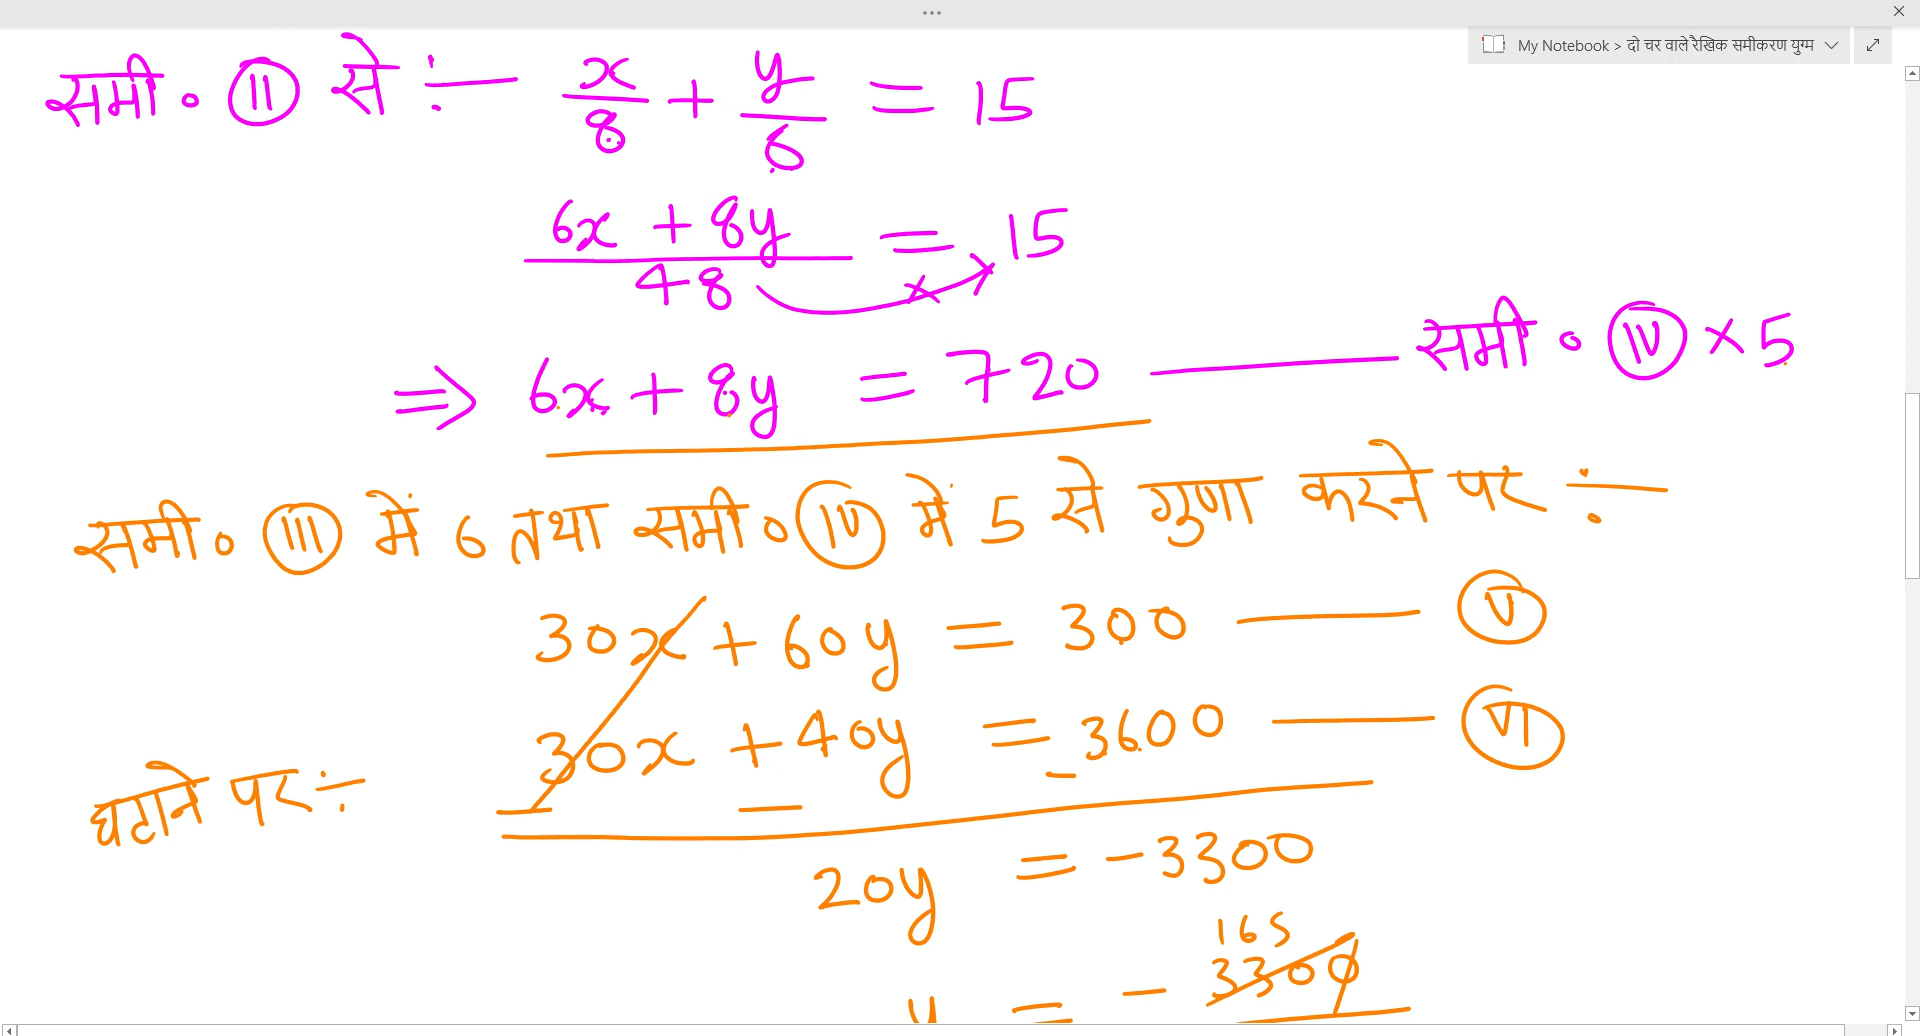 My Notebook > दो चर वाले रैखिक समीकरण युग्म
समी० (II) से :— x/8 + y/6 = 15
(6x + 8y)/48 = 15
×
⇒ 6x + 8y = 720 —— समी० (IV) × 5
समी० (III) में 6 तथा समी० (IV) में 5 से गुणा करने पर :—
30x + 60y = 300 —— (V)
30x + 40y = 3600 —— (VI)
घटाने पर :— — — —
20y = -3300
165
y = - 3300